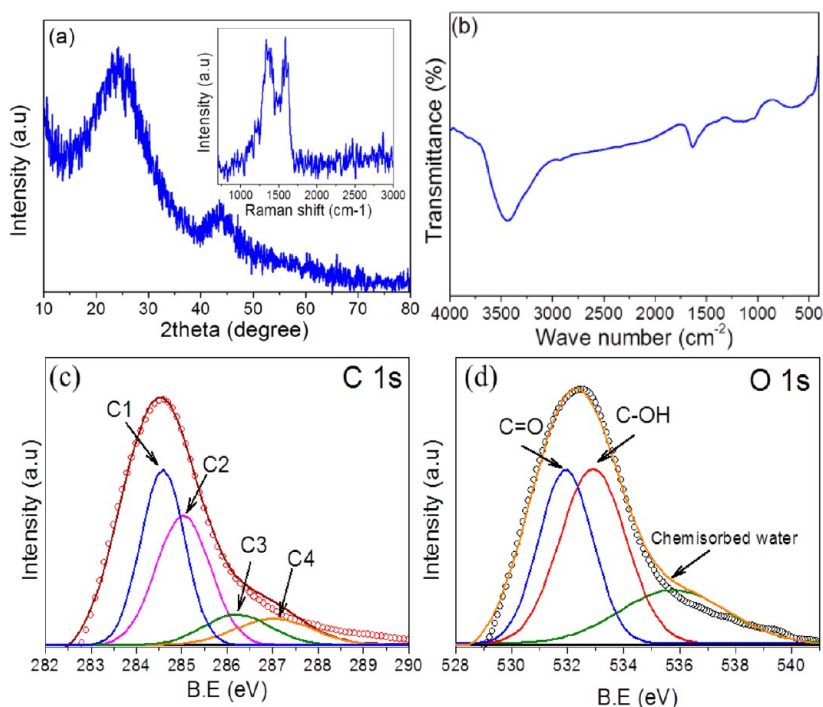 (a)
Intensity (a.u)
Intensity (a.u)
1000 1500 2000 2500 3000
Raman shift (cm-1)
10 20 30 40 50 60 70 80
2theta (degree)
(b)
Transmittance (%)
4000 3500 3000 2500 2000 1500 1000 500
Wave number (cm⁻²)
(c)
C 1s
C1
C2
C3
C4
Intensity (a.u)
282 283 284 285 286 287 288 289 290
B.E (eV)
(d)
O 1s
C=O
C-OH
Chemisorbed water
Intensity (a.u)
528 530 532 534 536 538 540
B.E (eV)